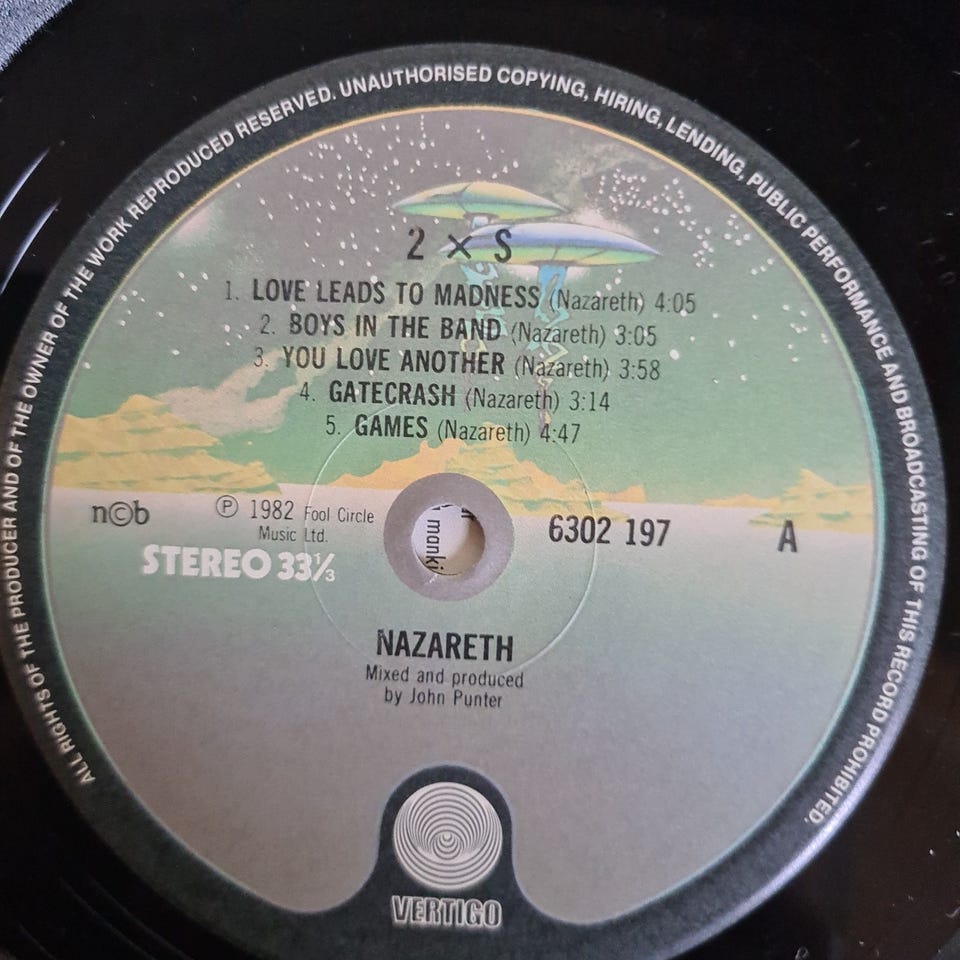 ALL RIGHTS OF THE PRODUCER AND OF THE OWNER OF THE WORK REPRODUCED RESERVED. UNAUTHORISED COPYING, HIRING, LENDING, PUBLIC PERFORMANCE AND BROADCASTING OF THIS RECORD PROHIBITED.
2 × S
1. LOVE LEADS TO MADNESS (Nazareth) 4:05
2. BOYS IN THE BAND (Nazareth) 3:05
3. YOU LOVE ANOTHER (Nazareth) 3:58
4. GATECRASH (Nazareth) 3:14
5. GAMES (Nazareth) 4:47
n©b
℗ 1982 Fool Circle
Music Ltd.
STEREO 33⅓
6302 197
A
NAZARETH
Mixed and produced
by John Punter
VERTIGO